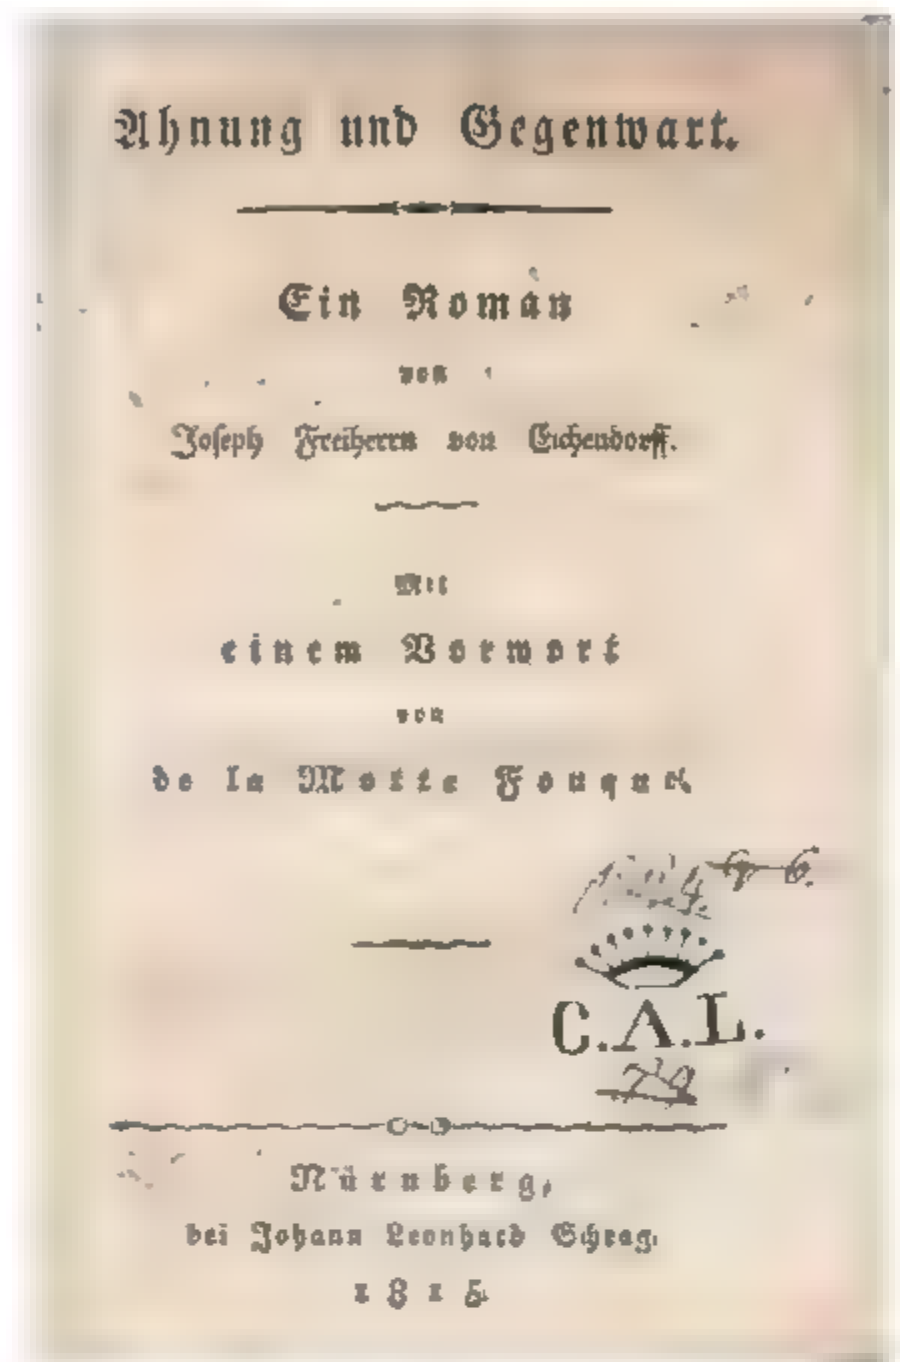 Ahnung und Gegenwart.
Ein Roman
von
Joseph Freiherrn von Eichendorff.
Mit
einem Vorwort
von
de la Motte Fouqué.
C.A.L.
Nürnberg,
bei Johann Leonhard Schrag.
1815